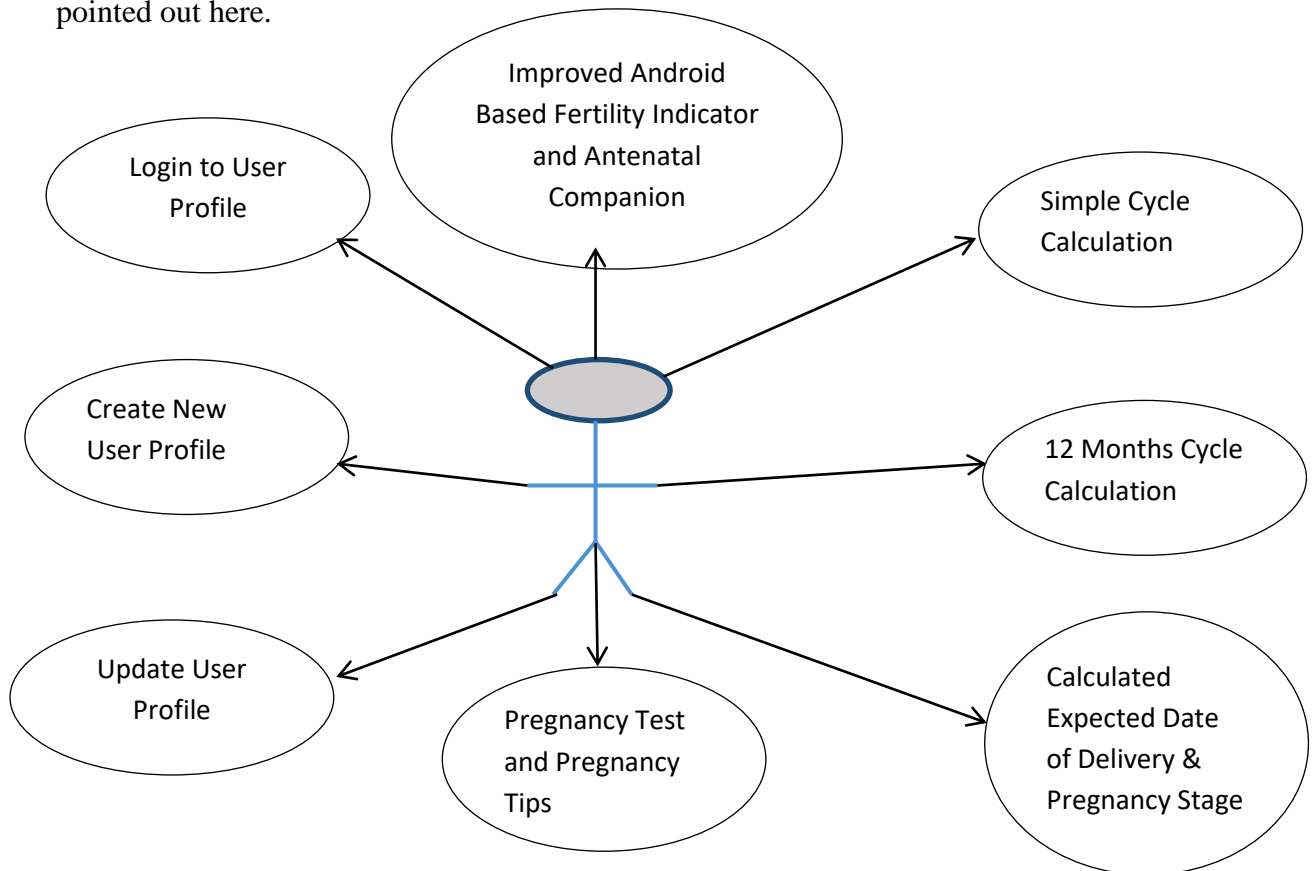 pointed out here.
Improved Android
Based Fertility Indicator
and Antenatal
Companion
Login to User
Profile
Simple Cycle
Calculation
Create New
User Profile
12 Months Cycle
Calculation
Update User
Profile
Pregnancy Test
and Pregnancy
Tips
Calculated
Expected Date
of Delivery &
Pregnancy Stage